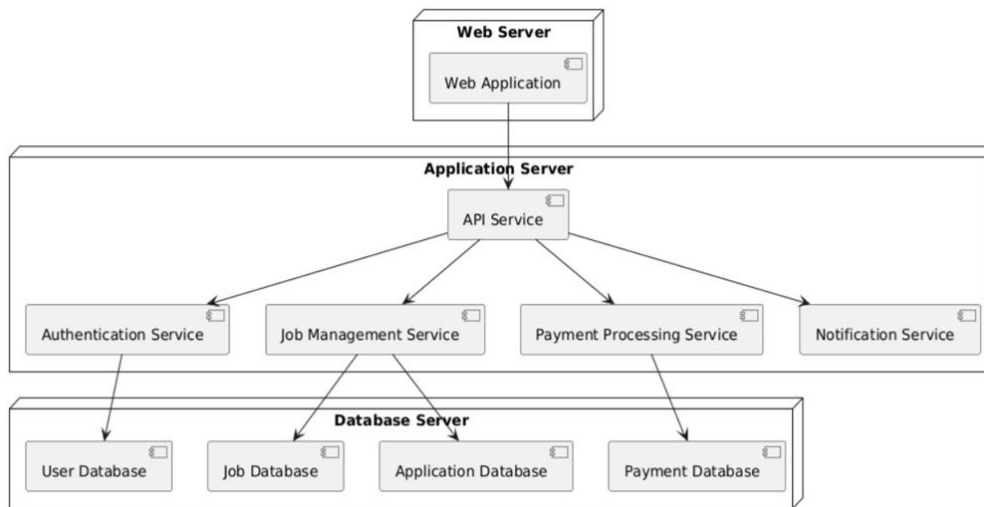 Web Server
Web Application
Application Server
API Service
Authentication Service
Job Management Service
Payment Processing Service
Notification Service
Database Server
User Database
Job Database
Application Database
Payment Database